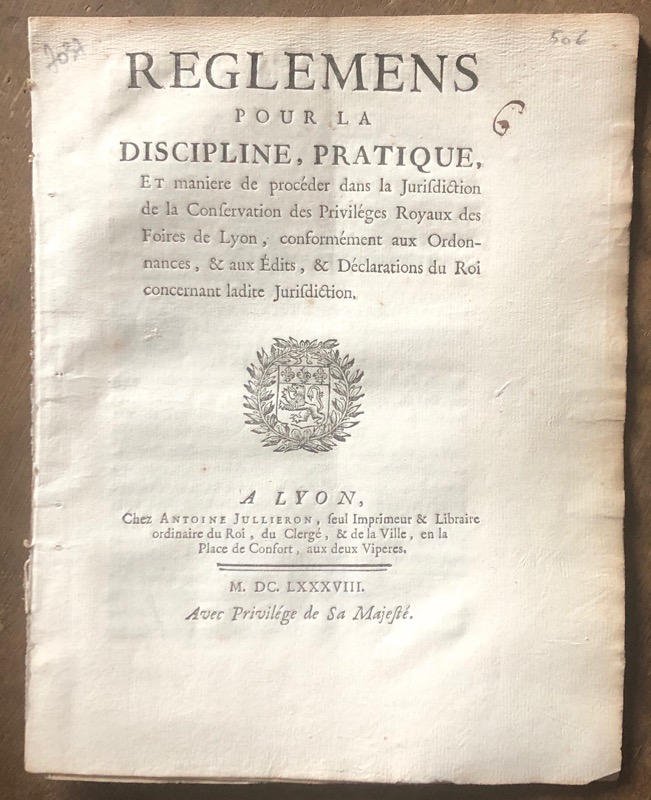 506
6
REGLEMENS
POUR LA
DISCIPLINE, PRATIQUE,
ET maniere de procéder dans la Juriſdiction
de la Conſervation des Priviléges Royaux des
Foires de Lyon, conformément aux Ordon-
nances, & aux Édits, & Déclarations du Roi
concernant ladite Juriſdiction.
A LYON,
Chez ANTOINE JULLIERON, ſeul Imprimeur & Libraire
ordinaire du Roi, du Clergé, & de la Ville, en la
Place de Confort, aux deux Viperes.
M. DC. LXXXVIII.
Avec Privilége de Sa Majeſté.